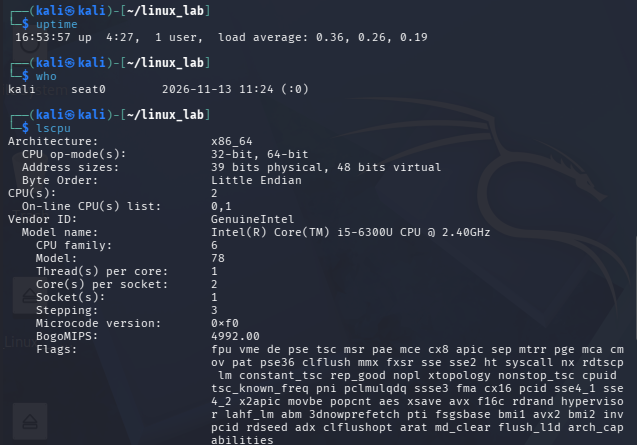 ┌──(kali㉿kali)-[~/linux_lab]
└─$ uptime
 16:53:57 up  4:27,  1 user,  load average: 0.36, 0.26, 0.19
┌──(kali㉿kali)-[~/linux_lab]
└─$ who
kali     seat0        2026-11-13 11:24 (:0)
┌──(kali㉿kali)-[~/linux_lab]
└─$ lscpu
Architecture:            x86_64
  CPU op-mode(s):        32-bit, 64-bit
  Address sizes:         39 bits physical, 48 bits virtual
  Byte Order:            Little Endian
CPU(s):                  2
  On-line CPU(s) list:   0,1
Vendor ID:               GenuineIntel
  Model name:            Intel(R) Core(TM) i5-6300U CPU @ 2.40GHz
    CPU family:          6
    Model:               78
    Thread(s) per core:  1
    Core(s) per socket:  2
    Socket(s):           1
    Stepping:            3
    Microcode version:   0xf0
    BogoMIPS:            4992.00
    Flags:               fpu vme de pse tsc msr pae mce cx8 apic sep mtrr pge mca cm
                         ov pat pse36 clflush mmx fxsr sse sse2 ht syscall nx rdtscp
                          lm constant_tsc rep_good nopl xtopology nonstop_tsc cpuid
                         tsc_known_freq pni pclmulqdq ssse3 fma cx16 pcid sse4_1 sse
                         4_2 x2apic movbe popcnt aes xsave avx f16c rdrand hyperviso
                         r lahf_lm abm 3dnowprefetch pti fsgsbase bmi1 avx2 bmi2 inv
                         pcid rdseed adx clflushopt arat md_clear flush_l1d arch_cap
                         abilities